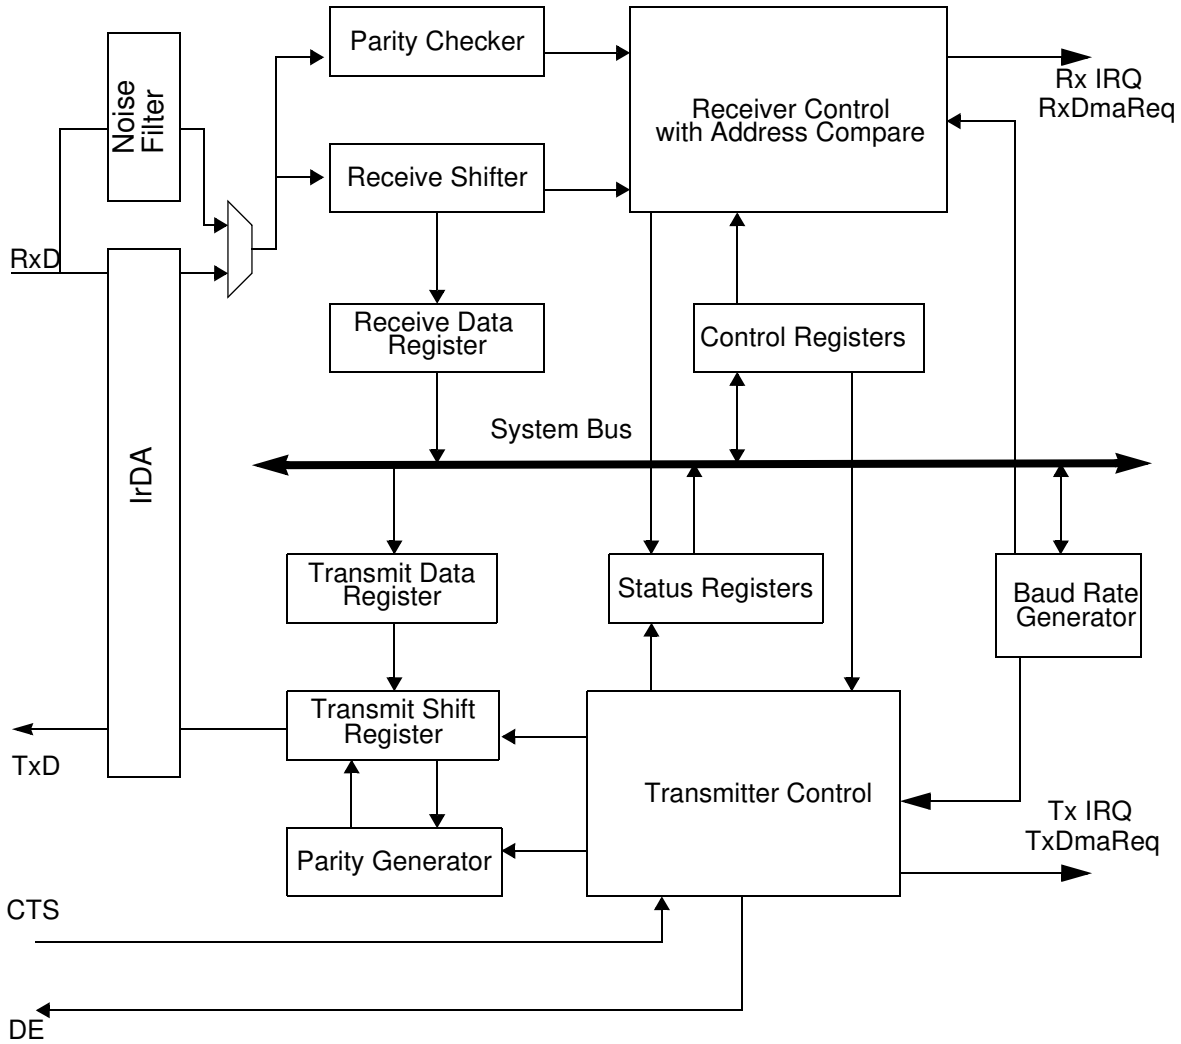 Parity Checker
Noise
Filter
Rx IRQ
RxDmaReq
Receiver Control
with Address Compare
Receive Shifter
RxD
Receive Data
Register
Control Registers
System Bus
IrDA
Transmit Data
Register
Status Registers
Baud Rate
Generator
Transmit Shift
Register
TxD
Transmitter Control
Tx IRQ
TxDmaReq
Parity Generator
CTS
DE